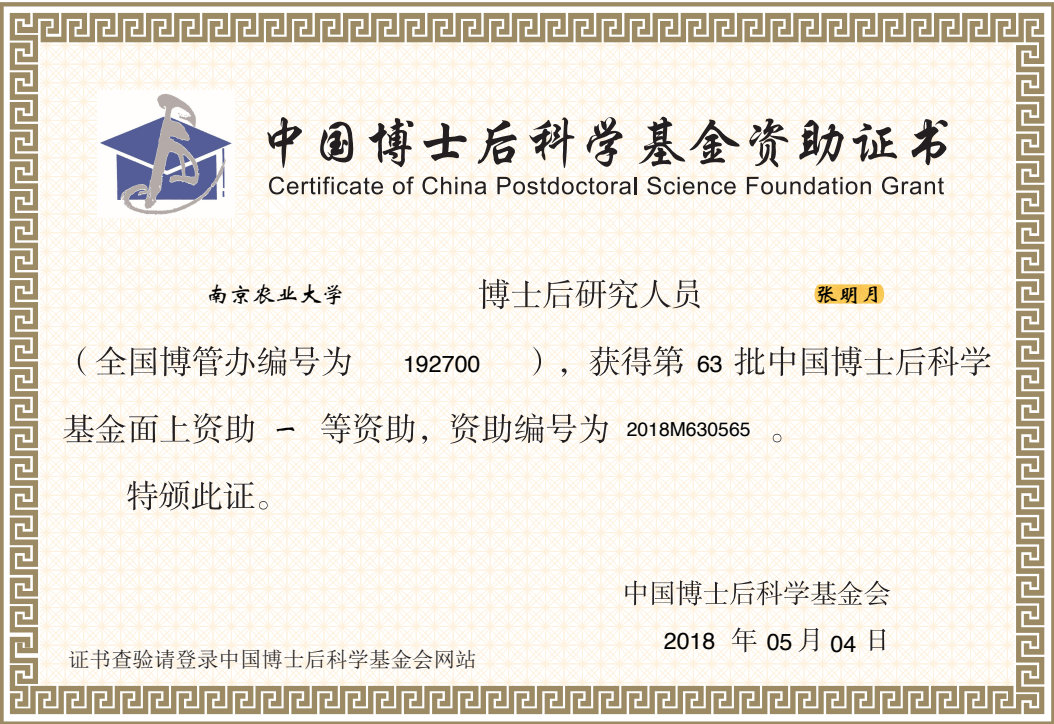 中国博士后科学基金资助证书
Certificate of China Postdoctoral Science Foundation Grant
南京农业大学 博士后研究人员 张明月
（全国博管办编号为 192700 ），获得第 63 批中国博士后科学
基金面上资助 一 等资助，资助编号为 2018M630565 。
特颁此证。
中国博士后科学基金会
2018 年 05 月 04 日
证书查验请登录中国博士后科学基金会网站